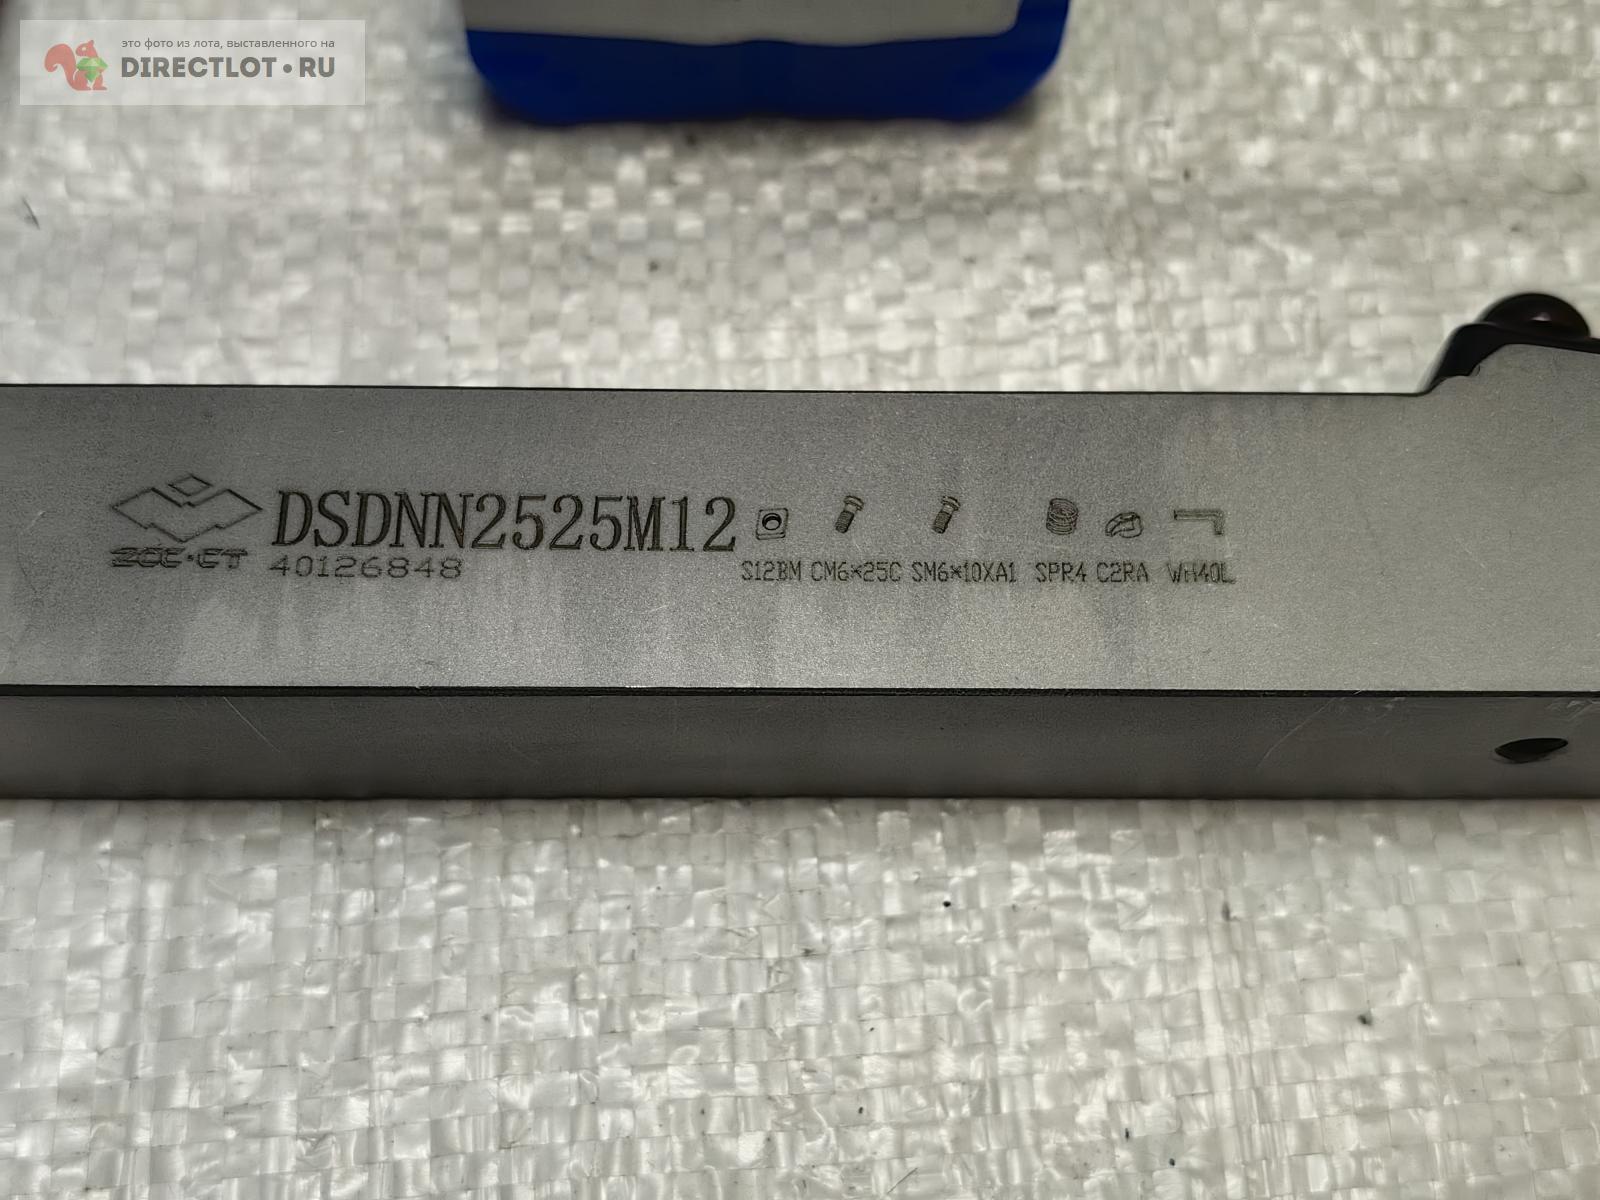 это фото из лота, выставленного на
DIRECTLOT•RU
DSDNN2525M12
ZCC·CT 40126848
S12BM CM6×25C SM6×10XA1 SPR4 C2RA WH40L